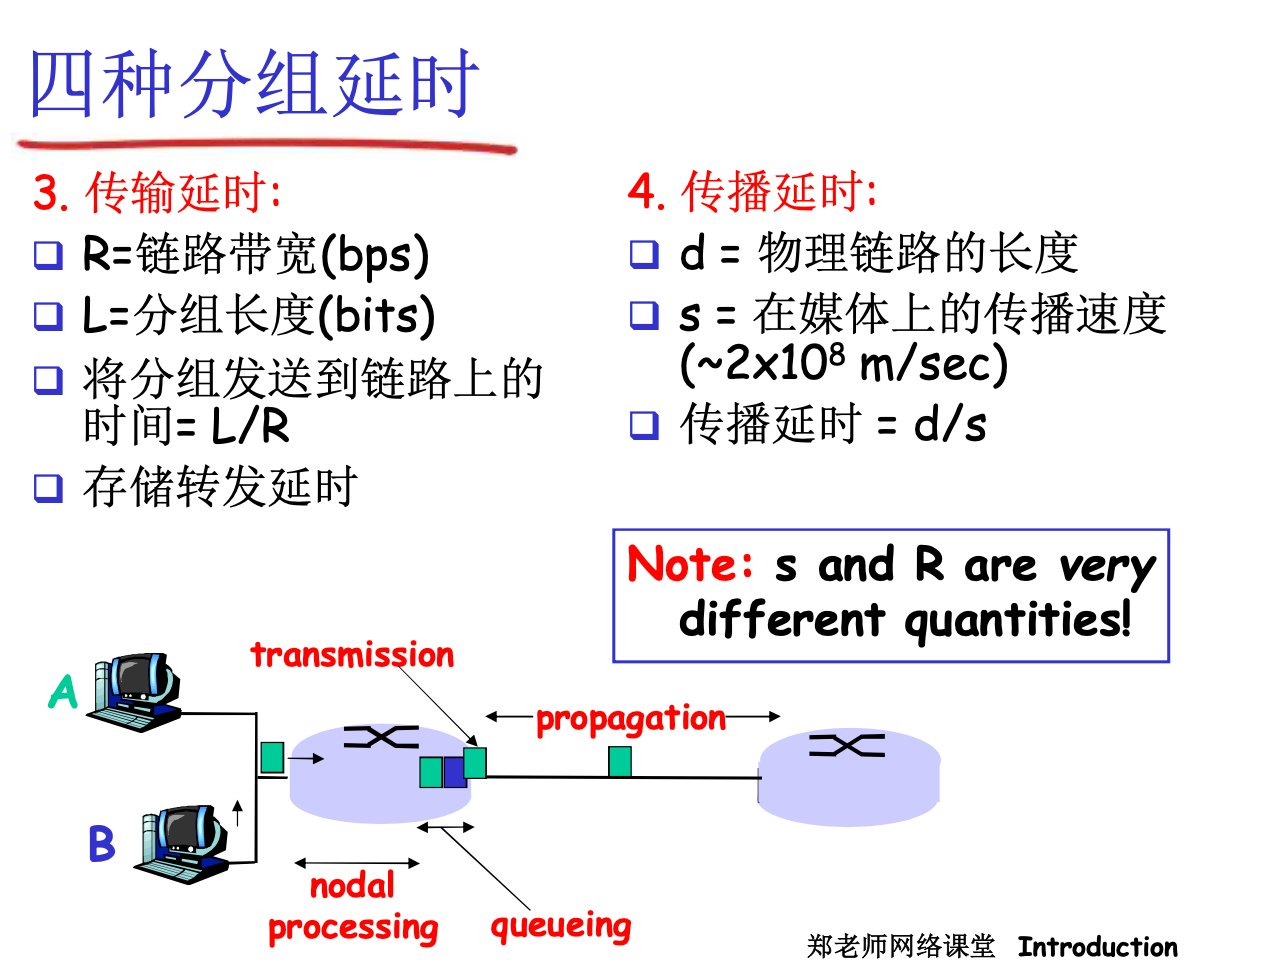 四种分组延时
3. 传输延时:
R=链路带宽(bps)
L=分组长度(bits)
将分组发送到链路上的
时间= L/R
存储转发延时
4. 传播延时:
d = 物理链路的长度
s = 在媒体上的传播速度
(~2x10⁸ m/sec)
传播延时 = d/s
Note: s and R are very
different quantities!
transmission
A
propagation
B
nodal
processing
queueing
郑老师网络课堂 Introduction